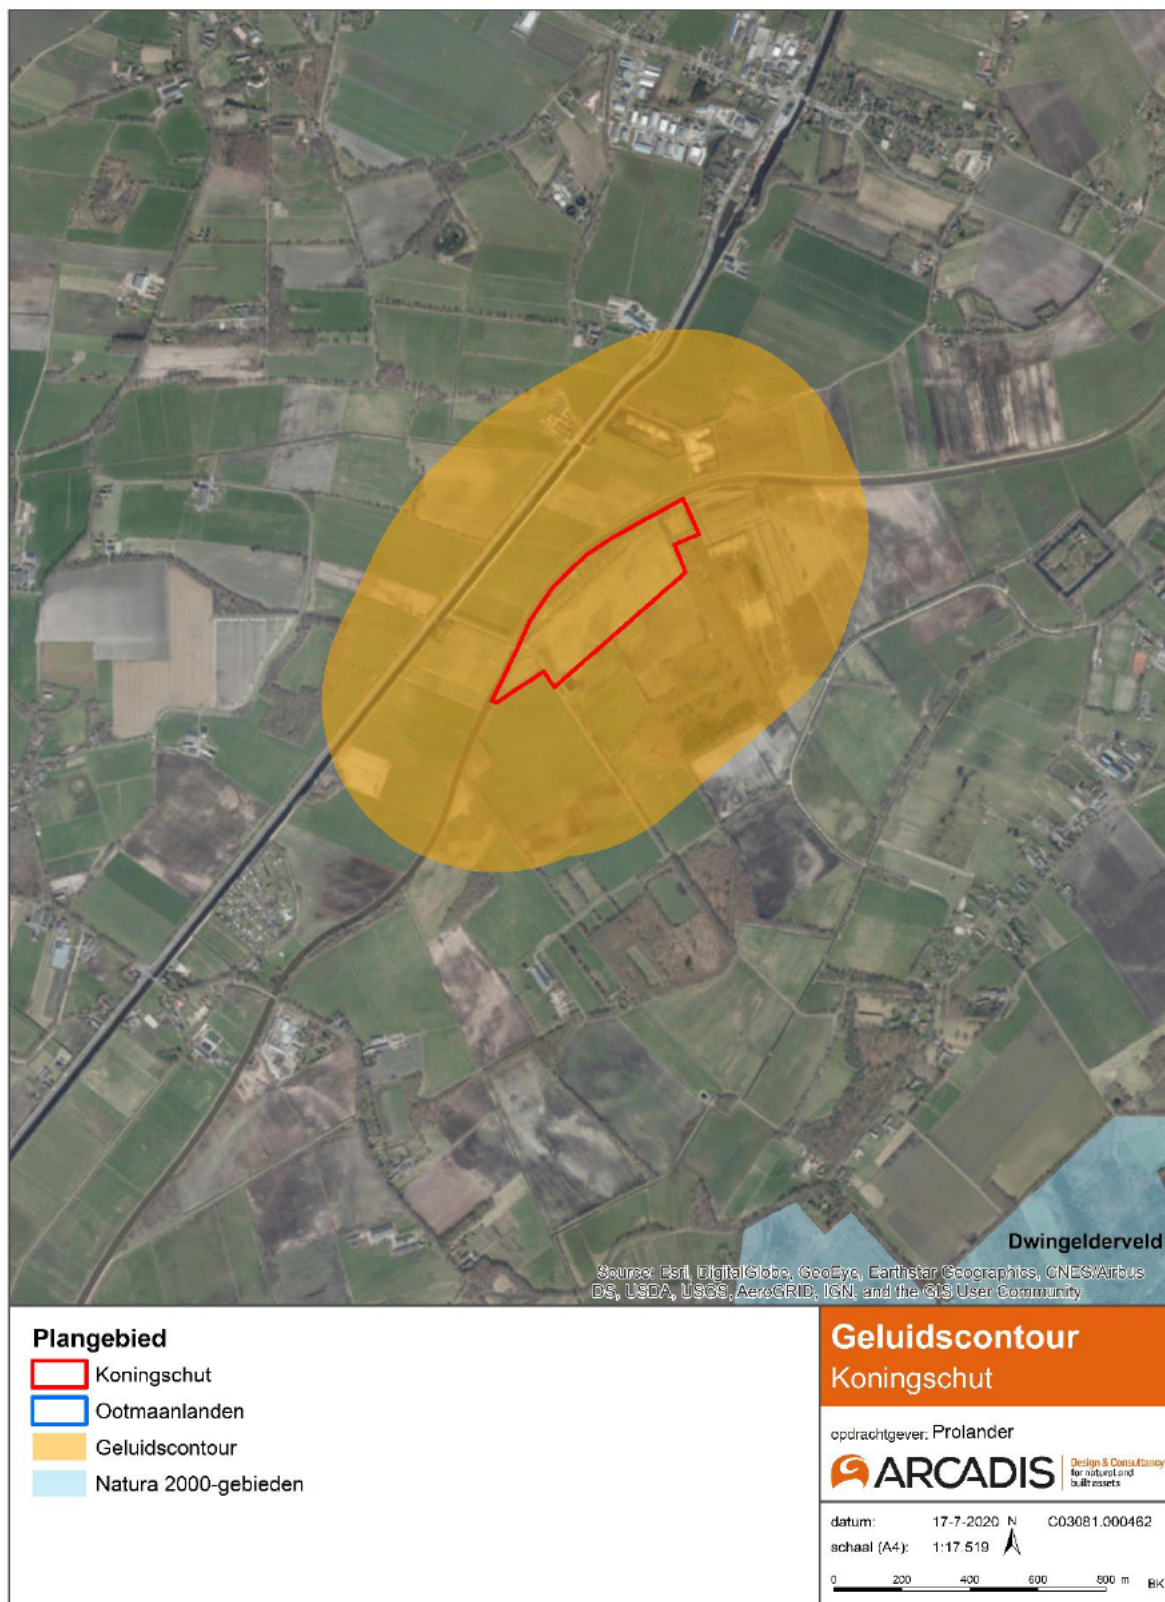 Dwingelderveld
Source: Esri, DigitalGlobe, GeoEye, Earthstar Geographics, CNES/Airbus
DS, USDA, USGS, AeroGRID, IGN, and the GIS User Community
Plangebied
Koningschut
Ootmaanlanden
Geluidscontour
Natura 2000-gebieden
Geluidscontour
Koningschut
opdrachtgever: Prolander
ARCADIS
Design & Consultancy
for natural and
built assets
datum: 17-7-2020 N C03081.000462
schaal (A4): 1:17.519
0 200 400 600 800 m BK